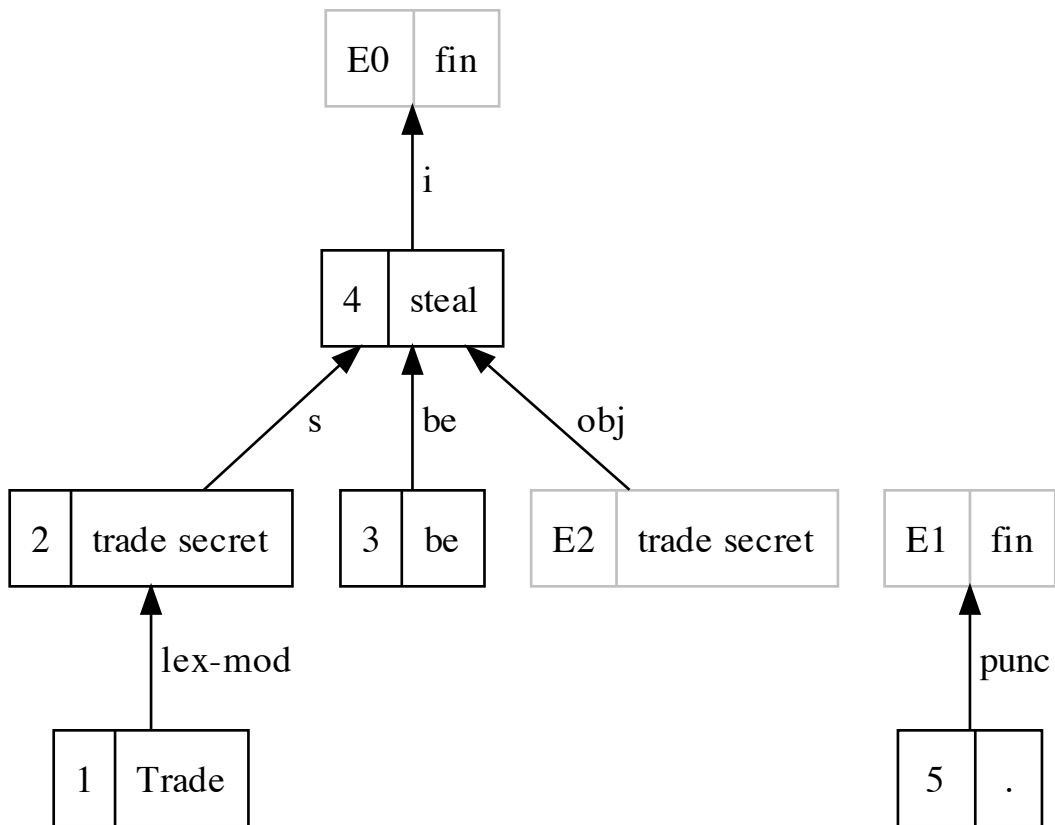 E0 fin
i
4 steal
s be obj
2 trade secret 3 be E2 trade secret E1 fin
lex-mod punc
1 Trade 5 .